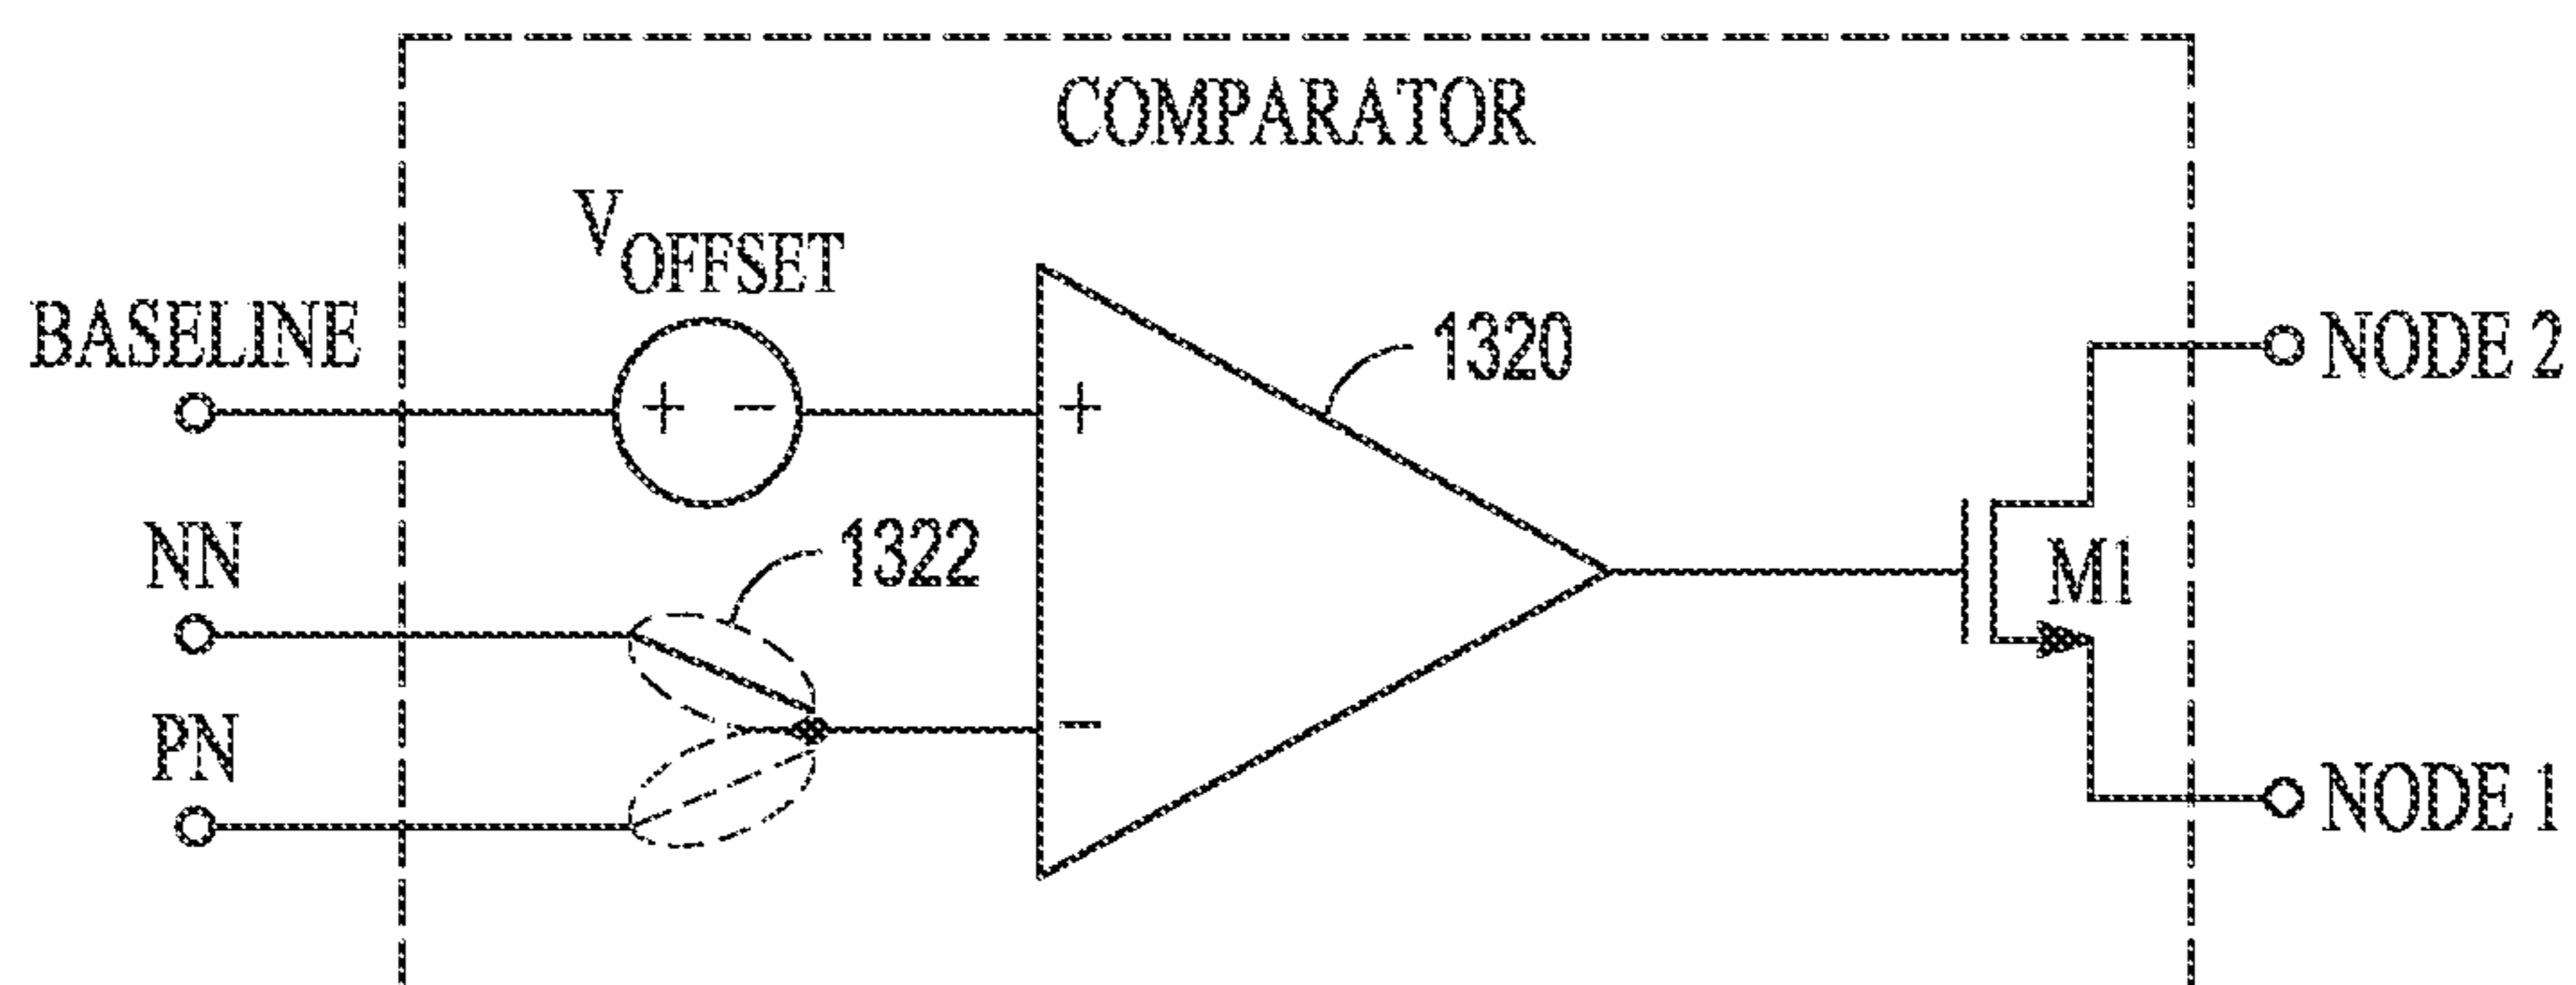 COMPARATOR
VOFFSET
BASELINE
+ -
+
1320
NODE 2
NN
1322
M1
PN
-
NODE 1